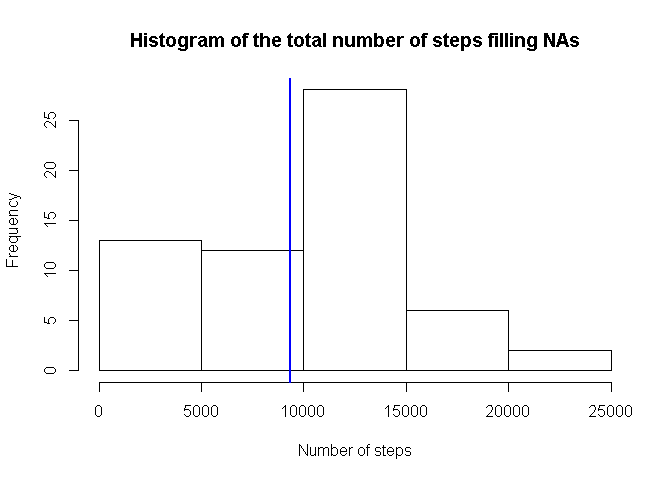 Histogram of the total number of steps filling NAs
Frequency
25
20
15
10
5
0
0 5000 10000 15000 20000 25000
Number of steps